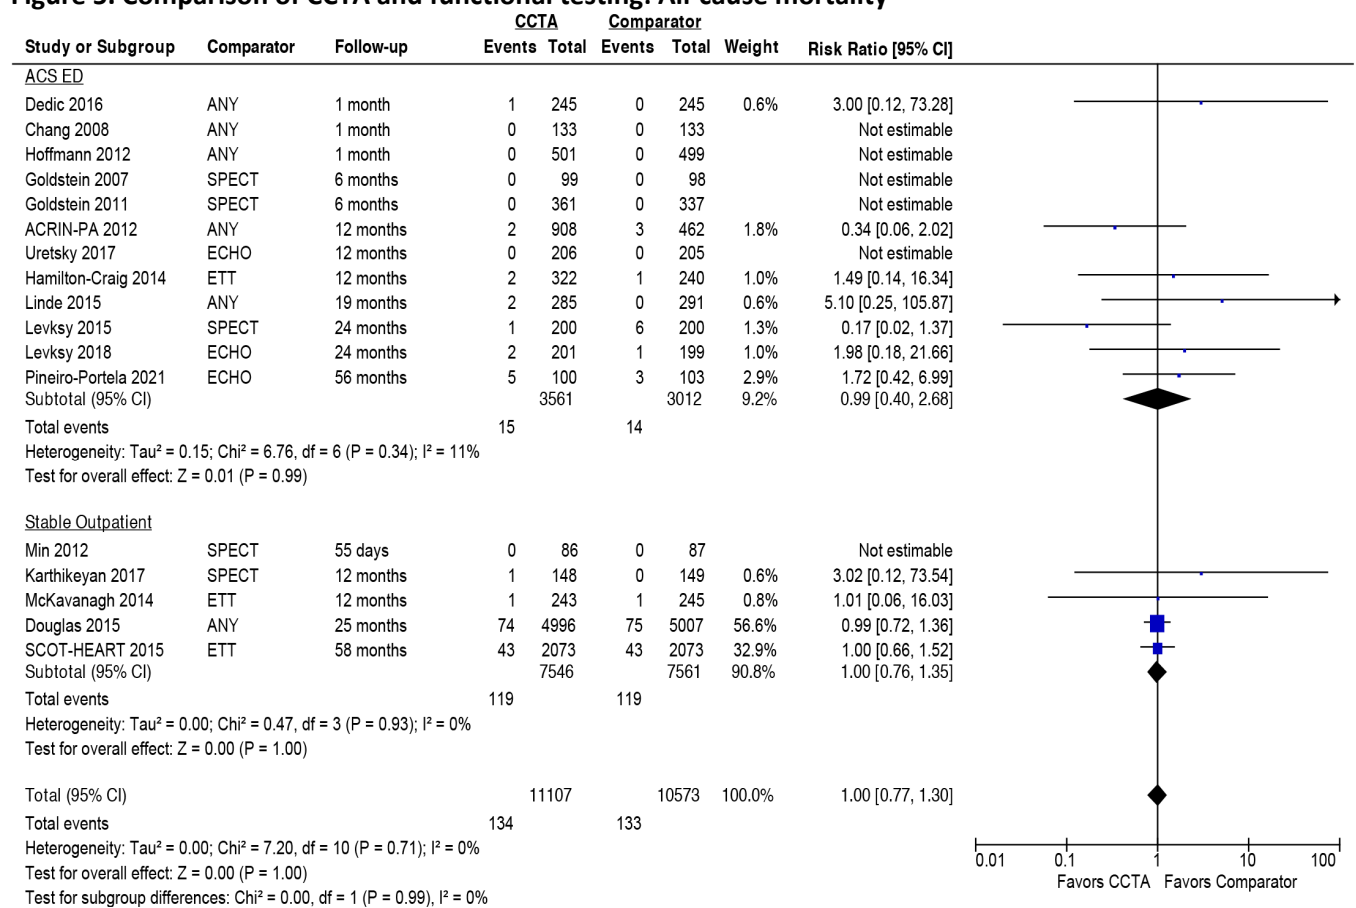 Figure 3. Comparison of CCTA and functional testing: All-cause mortality
CCTA Comparator
Study or Subgroup Comparator Follow-up Events Total Events Total Weight Risk Ratio [95% CI]
ACS ED
Dedic 2016 ANY 1 month 1 245 0 245 0.6% 3.00 [0.12, 73.28]
Chang 2008 ANY 1 month 0 133 0 133 Not estimable
Hoffmann 2012 ANY 1 month 0 501 0 499 Not estimable
Goldstein 2007 SPECT 6 months 0 99 0 98 Not estimable
Goldstein 2011 SPECT 6 months 0 361 0 337 Not estimable
ACRIN-PA 2012 ANY 12 months 2 908 3 462 1.8% 0.34 [0.06, 2.02]
Uretsky 2017 ECHO 12 months 0 206 0 205 Not estimable
Hamilton-Craig 2014 ETT 12 months 2 322 1 240 1.0% 1.49 [0.14, 16.34]
Linde 2015 ANY 19 months 2 285 0 291 0.6% 5.10 [0.25, 105.87]
Levksy 2015 SPECT 24 months 1 200 6 200 1.3% 0.17 [0.02, 1.37]
Levksy 2018 ECHO 24 months 2 201 1 199 1.0% 1.98 [0.18, 21.66]
Pineiro-Portela 2021 ECHO 56 months 5 100 3 103 2.9% 1.72 [0.42, 6.99]
Subtotal (95% CI) 3561 3012 9.2% 0.99 [0.40, 2.68]
Total events 15 14
Heterogeneity: Tau² = 0.15; Chi² = 6.76, df = 6 (P = 0.34); I² = 11%
Test for overall effect: Z = 0.01 (P = 0.99)
Stable Outpatient
Min 2012 SPECT 55 days 0 86 0 87 Not estimable
Karthikeyan 2017 SPECT 12 months 1 148 0 149 0.6% 3.02 [0.12, 73.54]
McKavanagh 2014 ETT 12 months 1 243 1 245 0.8% 1.01 [0.06, 16.03]
Douglas 2015 ANY 25 months 74 4996 75 5007 56.6% 0.99 [0.72, 1.36]
SCOT-HEART 2015 ETT 58 months 43 2073 43 2073 32.9% 1.00 [0.66, 1.52]
Subtotal (95% CI) 7546 7561 90.8% 1.00 [0.76, 1.35]
Total events 119 119
Heterogeneity: Tau² = 0.00; Chi² = 0.47, df = 3 (P = 0.93); I² = 0%
Test for overall effect: Z = 0.00 (P = 1.00)
Total (95% CI) 11107 10573 100.0% 1.00 [0.77, 1.30]
Total events 134 133
Heterogeneity: Tau² = 0.00; Chi² = 7.20, df = 10 (P = 0.71); I² = 0%
Test for overall effect: Z = 0.00 (P = 1.00)
Test for subgroup differences: Chi² = 0.00, df = 1 (P = 0.99), I² = 0%
0.01 0.1 1 10 100
Favors CCTA Favors Comparator